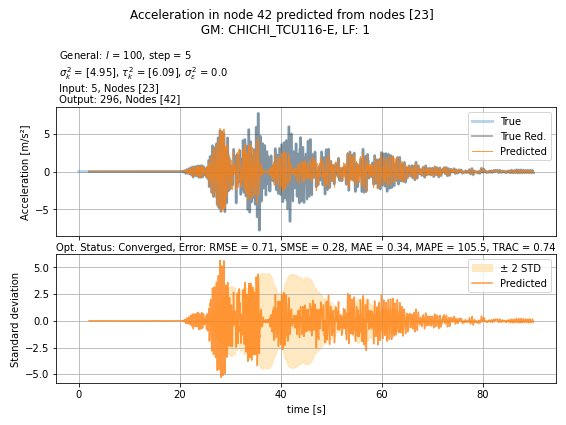 Acceleration in node 42 predicted from nodes [23]
GM: CHICHI_TCU116-E, LF: 1
General: l = 100, step = 5
σ²ₖ = [4.95], τ²ₖ = [6.09], σ²ε = 0.0
Input: 5, Nodes [23]
Output: 296, Nodes [42]
Acceleration [m/s²]
5
0
−5
True
True Red.
Predicted
Opt. Status: Converged, Error: RMSE = 0.71, SMSE = 0.28, MAE = 0.34, MAPE = 105.5, TRAC = 0.74
Standard deviation
5.0
2.5
0.0
−2.5
−5.0
± 2 STD
Predicted
0 20 40 60 80
time [s]